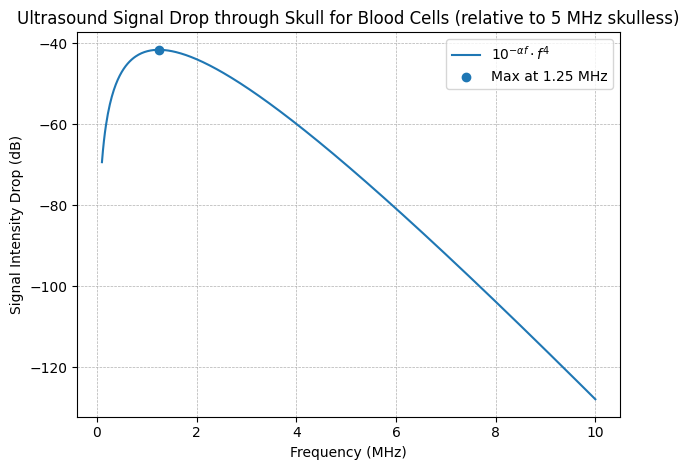 Ultrasound Signal Drop through Skull for Blood Cells (relative to 5 MHz skulless)
10^{-αf} · f^4
Max at 1.25 MHz
Signal Intensity Drop (dB)
−40
−60
−80
−100
−120
0 2 4 6 8 10
Frequency (MHz)